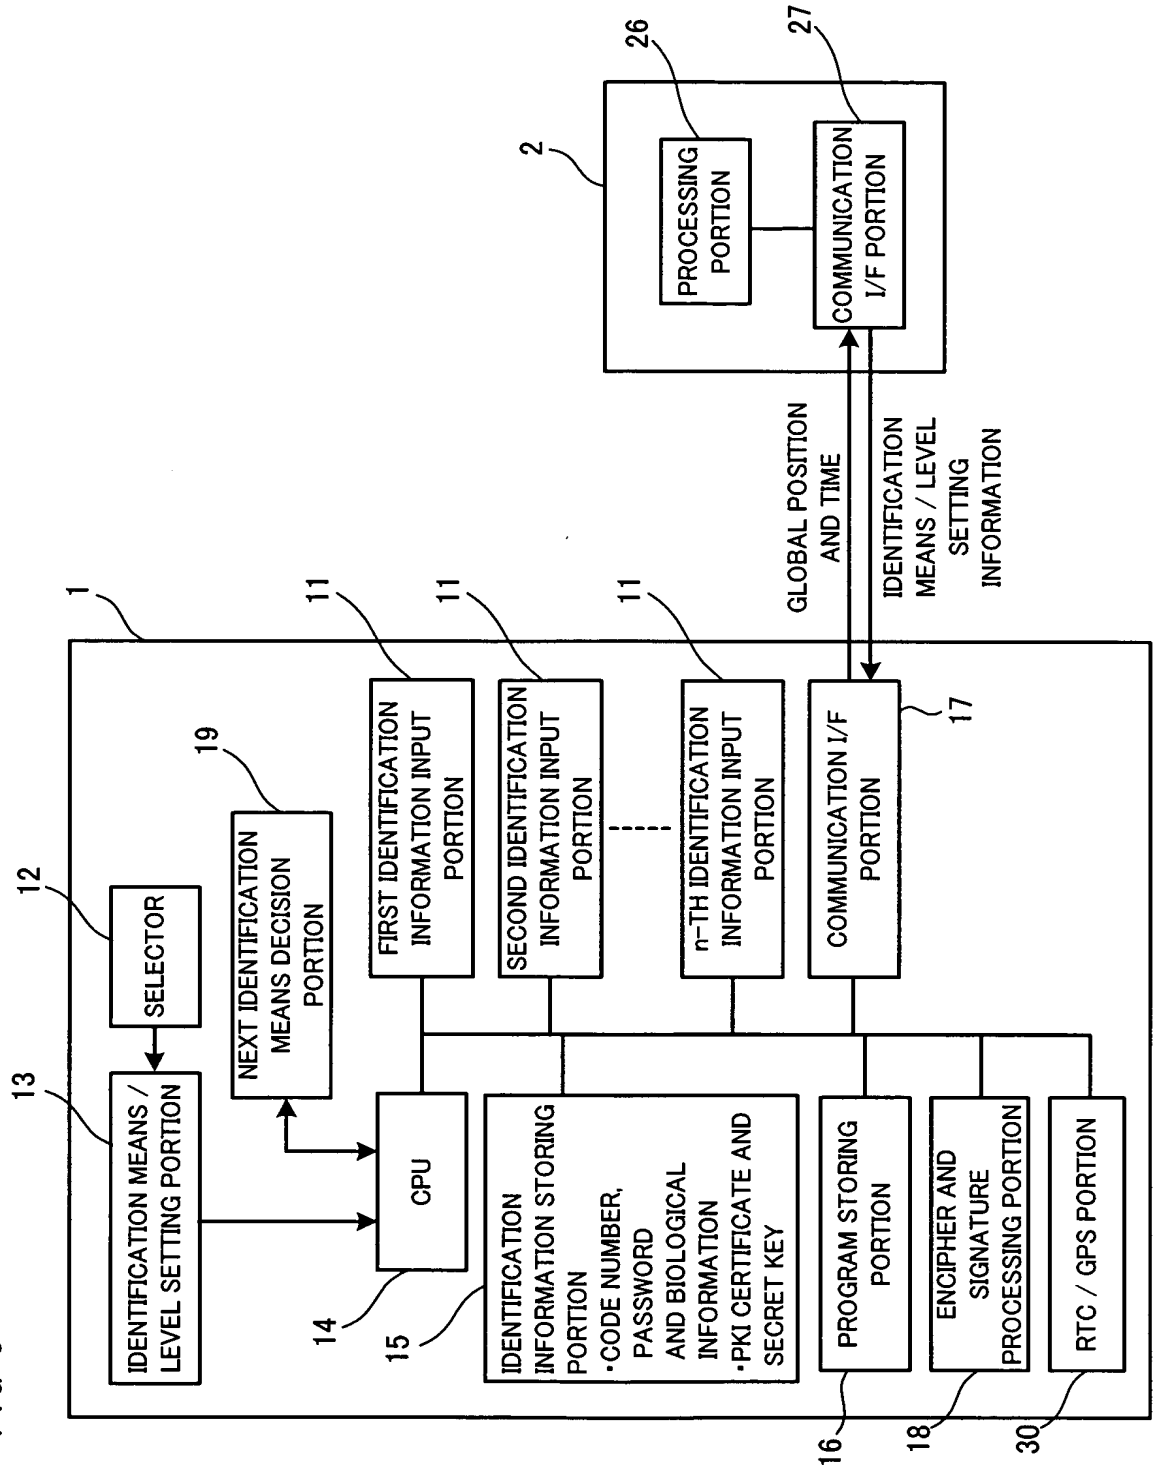 1
12
SELECTOR
13
IDENTIFICATION MEANS /
LEVEL SETTING PORTION
19
NEXT IDENTIFICATION
MEANS DECISION
PORTION
14
CPU
11
FIRST IDENTIFICATION
INFORMATION INPUT
PORTION
11
SECOND IDENTIFICATION
INFORMATION INPUT
PORTION
11
n-TH IDENTIFICATION
INFORMATION INPUT
PORTION
15
IDENTIFICATION
INFORMATION STORING
PORTION
・CODE NUMBER,
PASSWORD
AND BIOLOGICAL
INFORMATION
・PKI CERTIFICATE AND
SECRET KEY
17
COMMUNICATION I/F
PORTION
16
PROGRAM STORING
PORTION
18
ENCIPHER AND
SIGNATURE
PROCESSING PORTION
30
RTC / GPS PORTION
GLOBAL POSITION
AND TIME
IDENTIFICATION
MEANS / LEVEL
SETTING
INFORMATION
2
26
PROCESSING
PORTION
27
COMMUNICATION
I/F PORTION